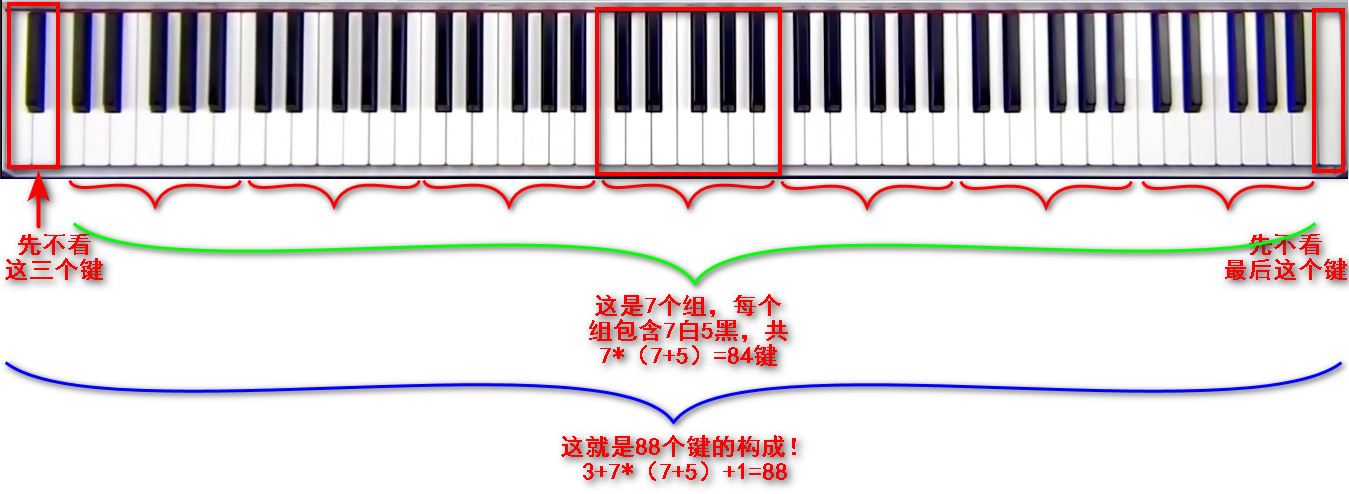 先不看
这三个键
先不看
最后这个键
这是7个组，每个
组包含7白5黑，共
7*（7+5）=84键
这就是88个键的构成！
3+7*（7+5）+1=88